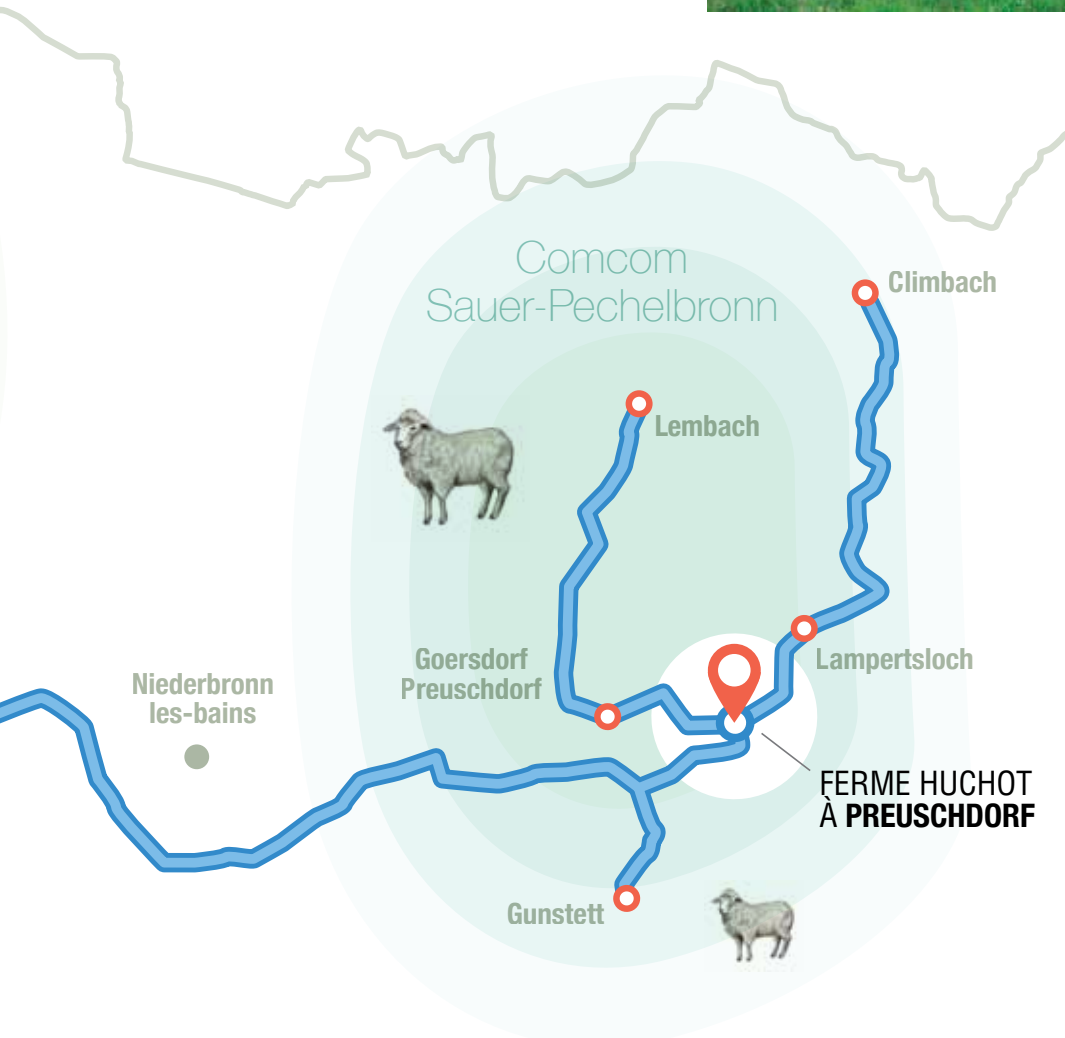 Comcom
Sauer-Pechelbronn
Climbach
Lembach
Goersdorf
Preuschdorf
Lampertsloch
Niederbronn
les-bains
FERME HUCHOT
À PREUSCHDORF
Gunstett